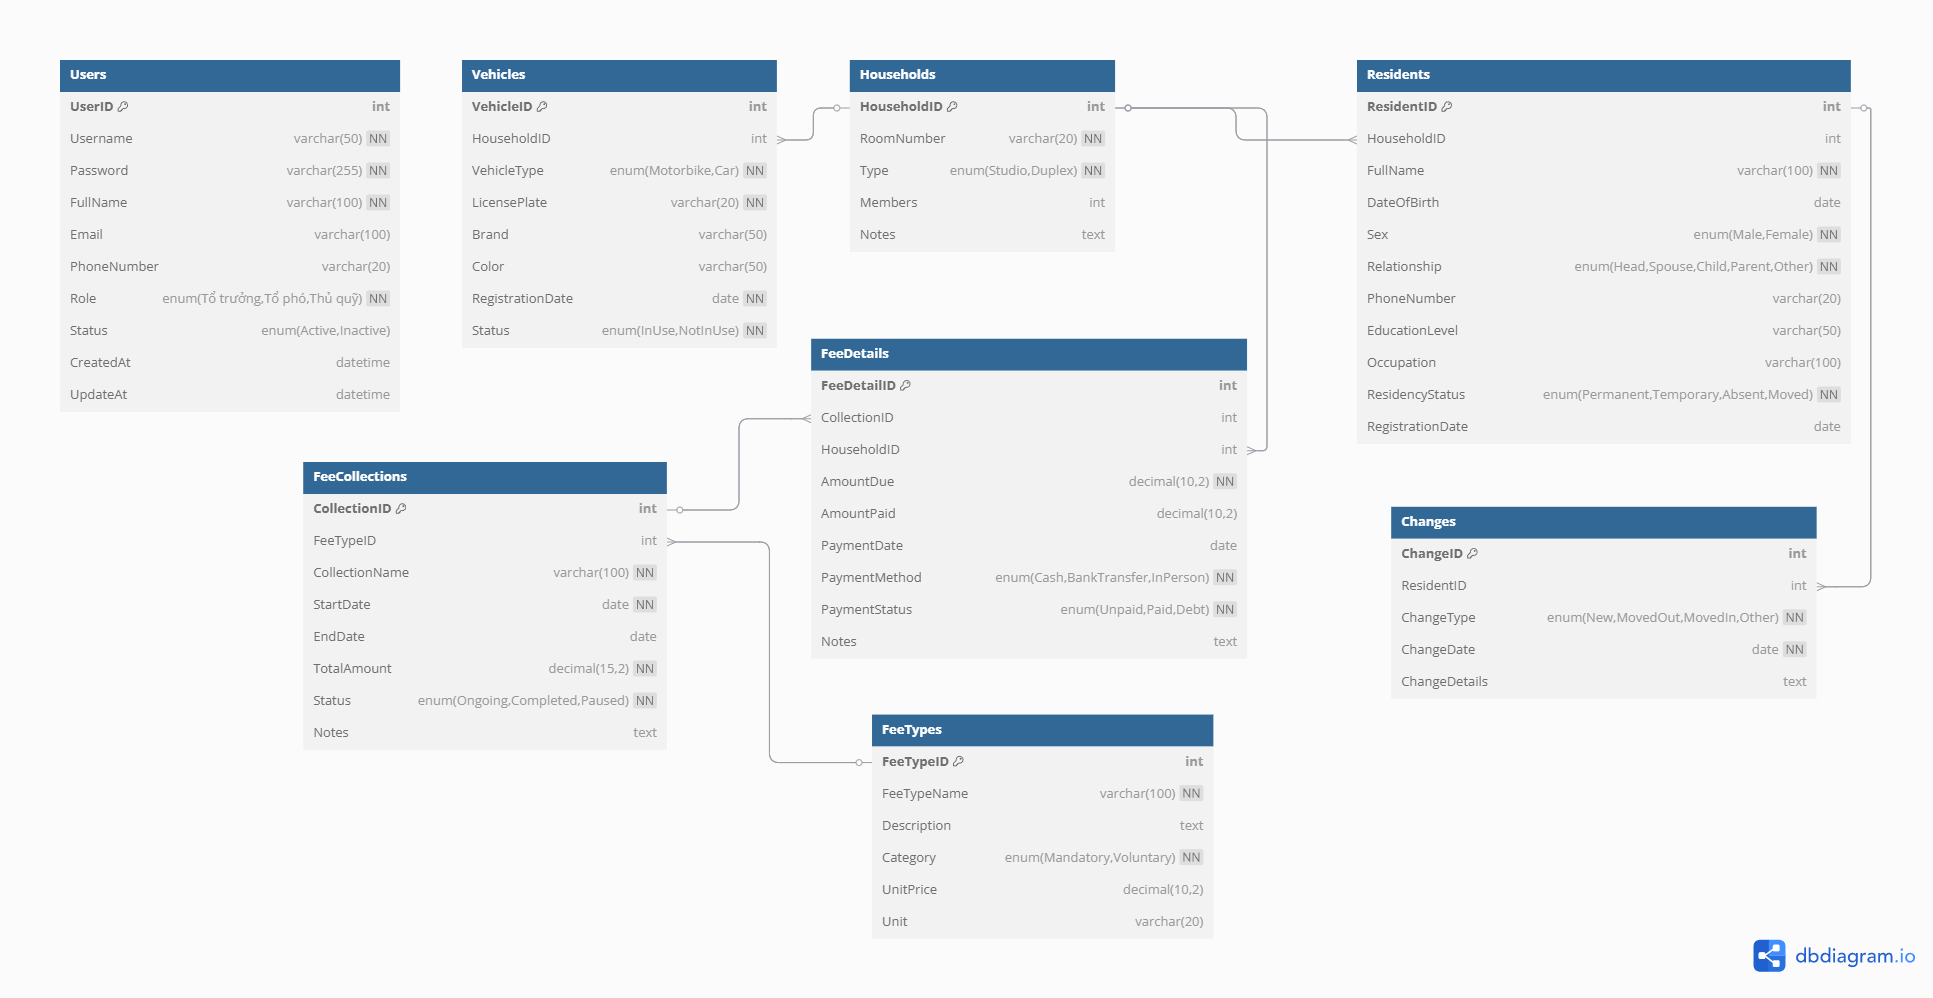 Users
UserID int
Username varchar(50) NN
Password varchar(255) NN
FullName varchar(100) NN
Email varchar(100)
PhoneNumber varchar(20)
Role enum(Tổ trưởng,Tổ phó,Thủ quỹ) NN
Status enum(Active,Inactive)
CreatedAt datetime
UpdateAt datetime
Vehicles
VehicleID int
HouseholdID int
VehicleType enum(Motorbike,Car) NN
LicensePlate varchar(20) NN
Brand varchar(50)
Color varchar(50)
RegistrationDate date NN
Status enum(InUse,NotInUse) NN
Households
HouseholdID int
RoomNumber varchar(20) NN
Type enum(Studio,Duplex) NN
Members int
Notes text
Residents
ResidentID int
HouseholdID int
FullName varchar(100) NN
DateOfBirth date
Sex enum(Male,Female) NN
Relationship enum(Head,Spouse,Child,Parent,Other) NN
PhoneNumber varchar(20)
EducationLevel varchar(50)
Occupation varchar(100)
ResidencyStatus enum(Permanent,Temporary,Absent,Moved) NN
RegistrationDate date
FeeDetails
FeeDetailID int
CollectionID int
HouseholdID int
AmountDue decimal(10,2) NN
AmountPaid decimal(10,2)
PaymentDate date
PaymentMethod enum(Cash,BankTransfer,InPerson) NN
PaymentStatus enum(Unpaid,Paid,Debt) NN
Notes text
FeeCollections
CollectionID int
FeeTypeID int
CollectionName varchar(100) NN
StartDate date NN
EndDate date
TotalAmount decimal(15,2) NN
Status enum(Ongoing,Completed,Paused) NN
Notes text
Changes
ChangeID int
ResidentID int
ChangeType enum(New,MovedOut,MovedIn,Other) NN
ChangeDate date NN
ChangeDetails text
FeeTypes
FeeTypeID int
FeeTypeName varchar(100) NN
Description text
Category enum(Mandatory,Voluntary) NN
UnitPrice decimal(10,2)
Unit varchar(20)
dbdiagram.io